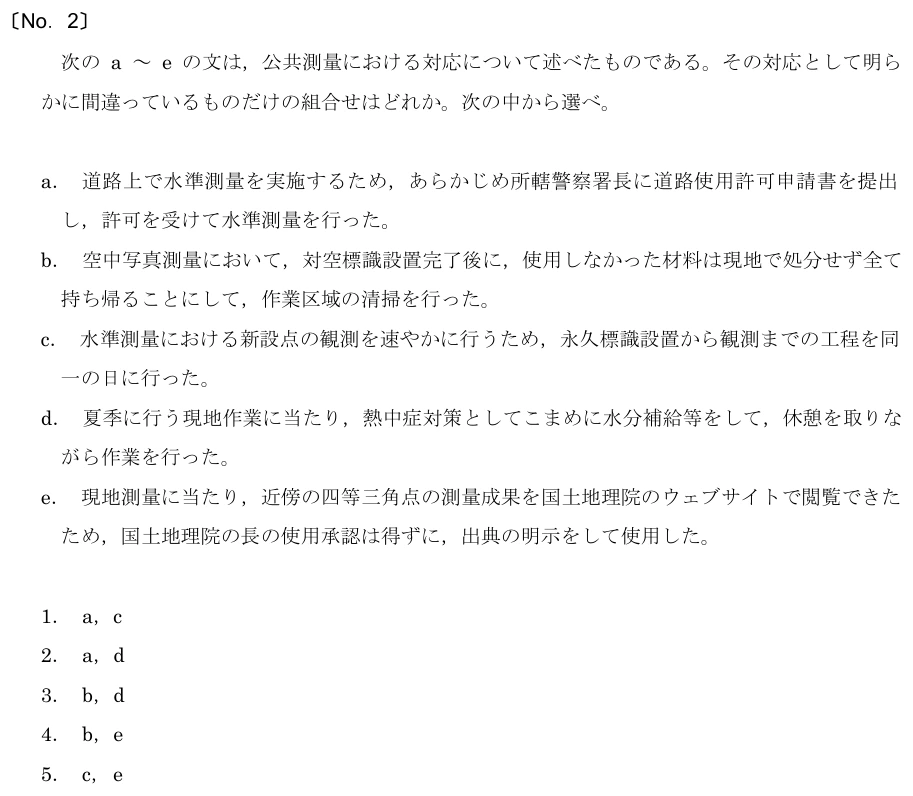 〔No. 2〕
次の a ～ e の文は，公共測量における対応について述べたものである。その対応として明ら
かに間違っているものだけの組合せはどれか。次の中から選べ。
a. 道路上で水準測量を実施するため，あらかじめ所轄警察署長に道路使用許可申請書を提出
し，許可を受けて水準測量を行った。
b. 空中写真測量において，対空標識設置完了後に，使用しなかった材料は現地で処分せず全て
持ち帰ることにして，作業区域の清掃を行った。
c. 水準測量における新設点の観測を速やかに行うため，永久標識設置から観測までの工程を同
一の日に行った。
d. 夏季に行う現地作業に当たり，熱中症対策としてこまめに水分補給等をして，休憩を取りな
がら作業を行った。
e. 現地測量に当たり，近傍の四等三角点の測量成果を国土地理院のウェブサイトで閲覧できた
ため，国土地理院の長の使用承認は得ずに，出典の明示をして使用した。
1. a，c
2. a，d
3. b，d
4. b，e
5. c，e